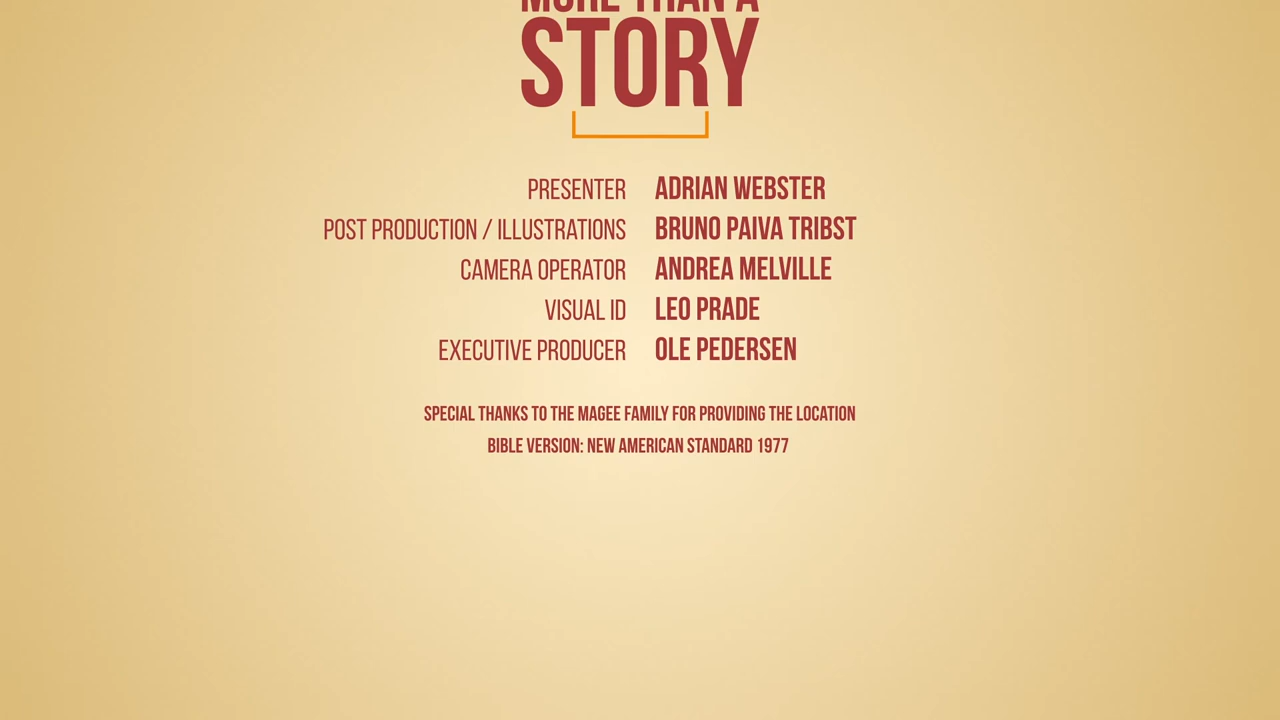 MORE THAN A
STORY
PRESENTER ADRIAN WEBSTER
POST PRODUCTION / ILLUSTRATIONS BRUNO PAIVA TRIBST
CAMERA OPERATOR ANDREA MELVILLE
VISUAL ID LEO PRADE
EXECUTIVE PRODUCER OLE PEDERSEN
SPECIAL THANKS TO THE MAGEE FAMILY FOR PROVIDING THE LOCATION
BIBLE VERSION: NEW AMERICAN STANDARD 1977